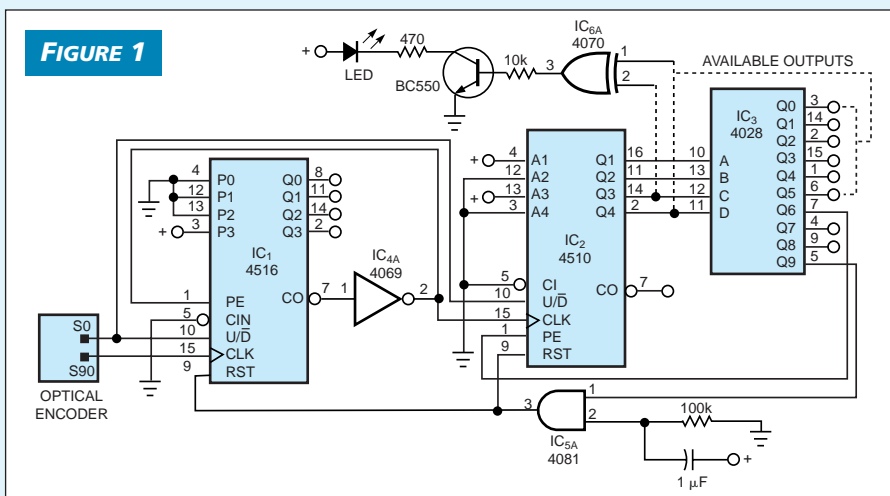 FIGURE 1
+
LED
470
BC550
10k
3
IC6A
4070
1
2
AVAILABLE OUTPUTS
IC3
4028
10 A
13 B
12 C
11 D
Q0 3
Q1 14
Q2 2
Q3 15
Q4 1
Q5 6
Q6 7
Q7 4
Q8 9
Q9 5
IC1
4516
4 P0
12 P1
13 P2
+ 3 P3
1 PE
5 CIN
10 U/D̅
15 CLK
9 RST
Q0 8
Q1 11
Q2 14
Q3 2
CO 7
1
IC4A
4069
2
IC2
4510
+ 4 A1
12 A2
+ 13 A3
3 A4
5 CI
10 U/D̅
15 CLK
1 PE
9 RST
Q1 16
Q2 11
Q3 14
Q4 2
CO 7
S0
S90
OPTICAL
ENCODER
3
1
2
IC5A
4081
100k
1 μF
+